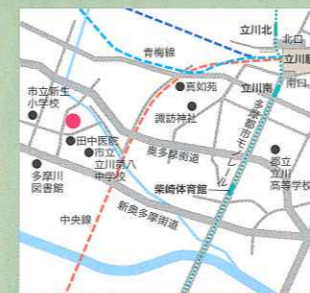 立川北
北口
青梅線
立川駅
市立新生
小学校
真如苑
立川南
南口
諏訪神社
多摩都市モノレール
田中医院
市立
立川第八
中学校
奥多摩街道
都立
立川
高等学校
多摩川
図書館
柴崎体育館
中央線
新奥多摩街道